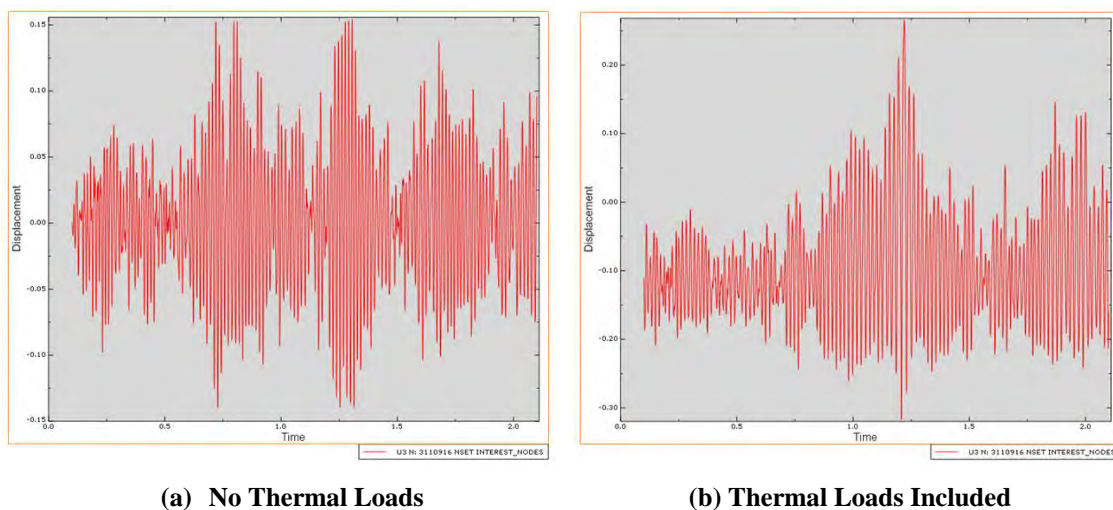 0.15
0.10
0.05
0.00
-0.05
-0.10
-0.15
Displacement
0.0
0.5
1.0
1.5
2.0
Time
U3 N: 3110916 NSET INTEREST_NODES
(a) No Thermal Loads
0.20
0.10
0.00
-0.10
-0.20
-0.30
Displacement
0.0
0.5
1.0
1.5
2.0
Time
U3 N: 3110916 NSET INTEREST_NODES
(b) Thermal Loads Included